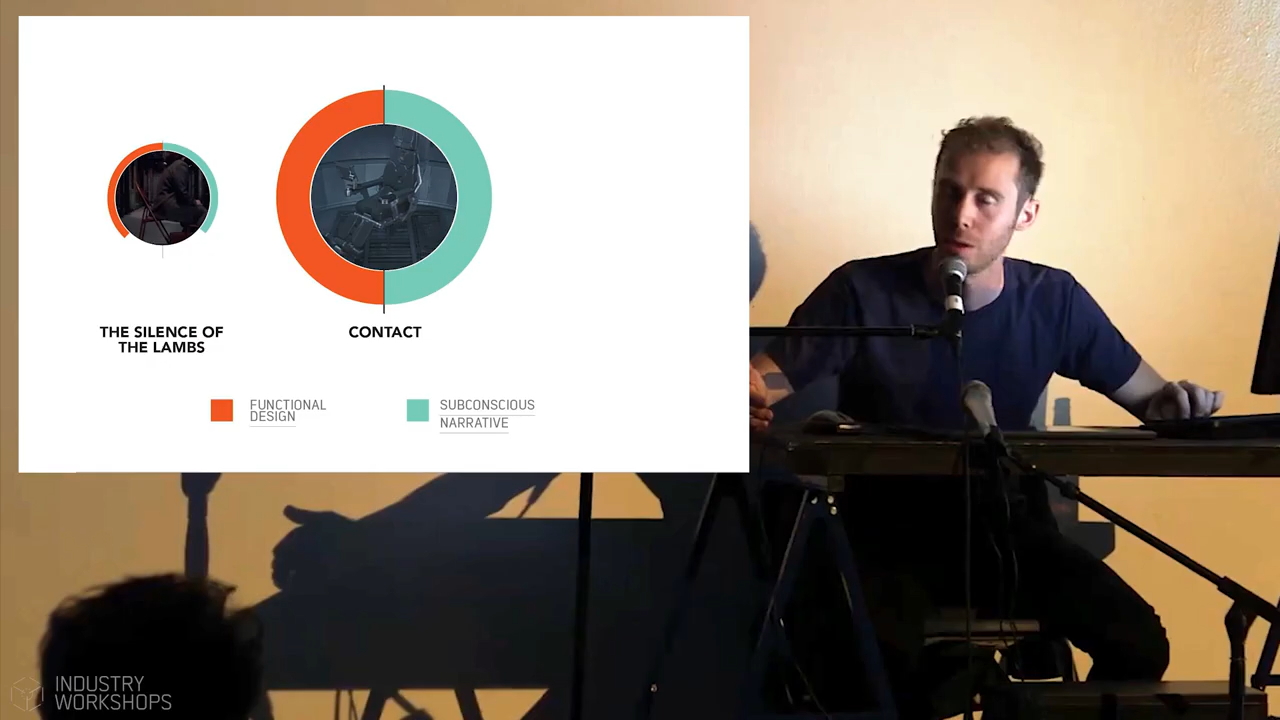 THE SILENCE OF
THE LAMBS
CONTACT
FUNCTIONAL
DESIGN
SUBCONSCIOUS
NARRATIVE
INDUSTRY
WORKSHOPS